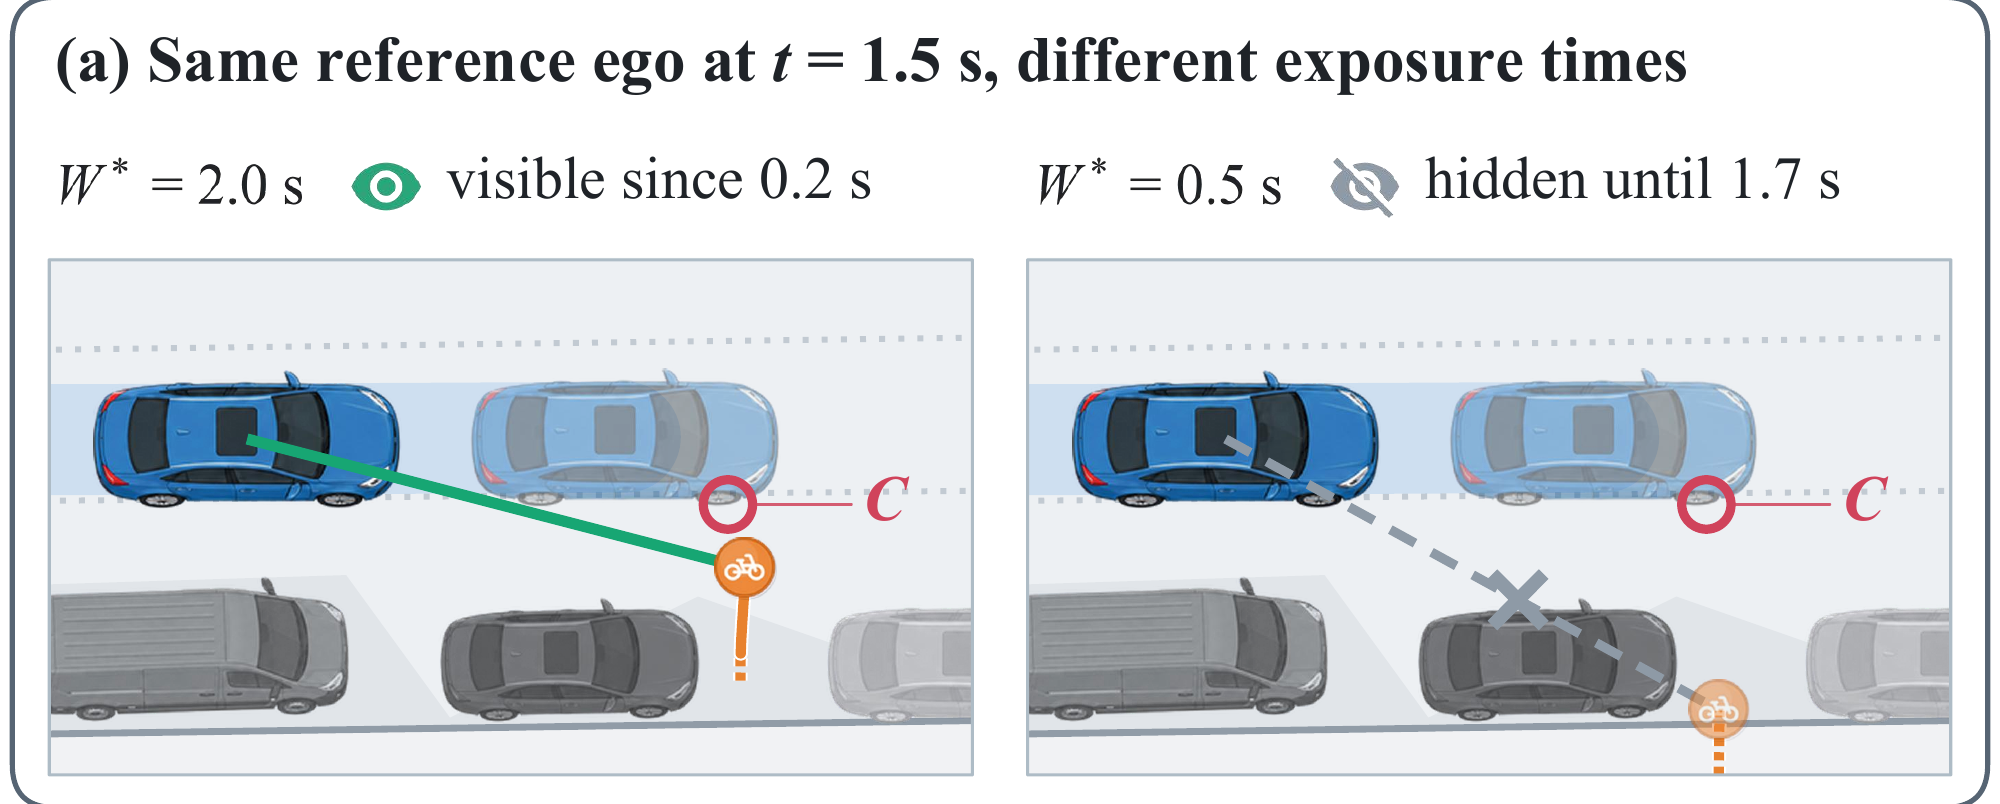 (a) Same reference ego at t = 1.5 s, different exposure times
W* = 2.0 s visible since 0.2 s
W* = 0.5 s hidden until 1.7 s
C
C